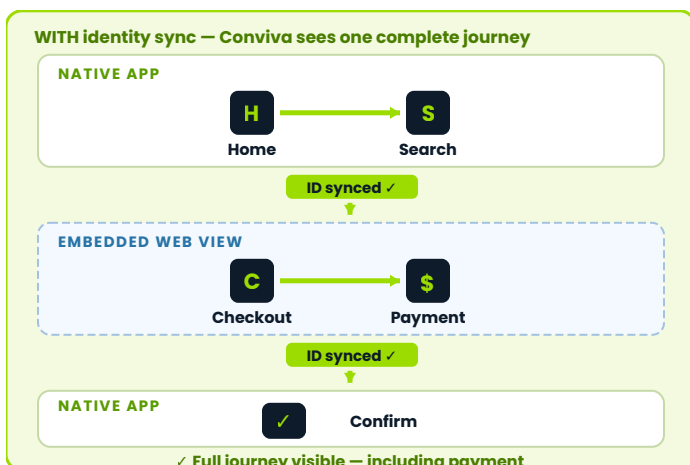 WITH identity sync — Conviva sees one complete journey
NATIVE APP
H S
Home Search
ID synced ✓
EMBEDDED WEB VIEW
C $
Checkout Payment
ID synced ✓
NATIVE APP
✓ Confirm
✓ Full journey visible — including payment